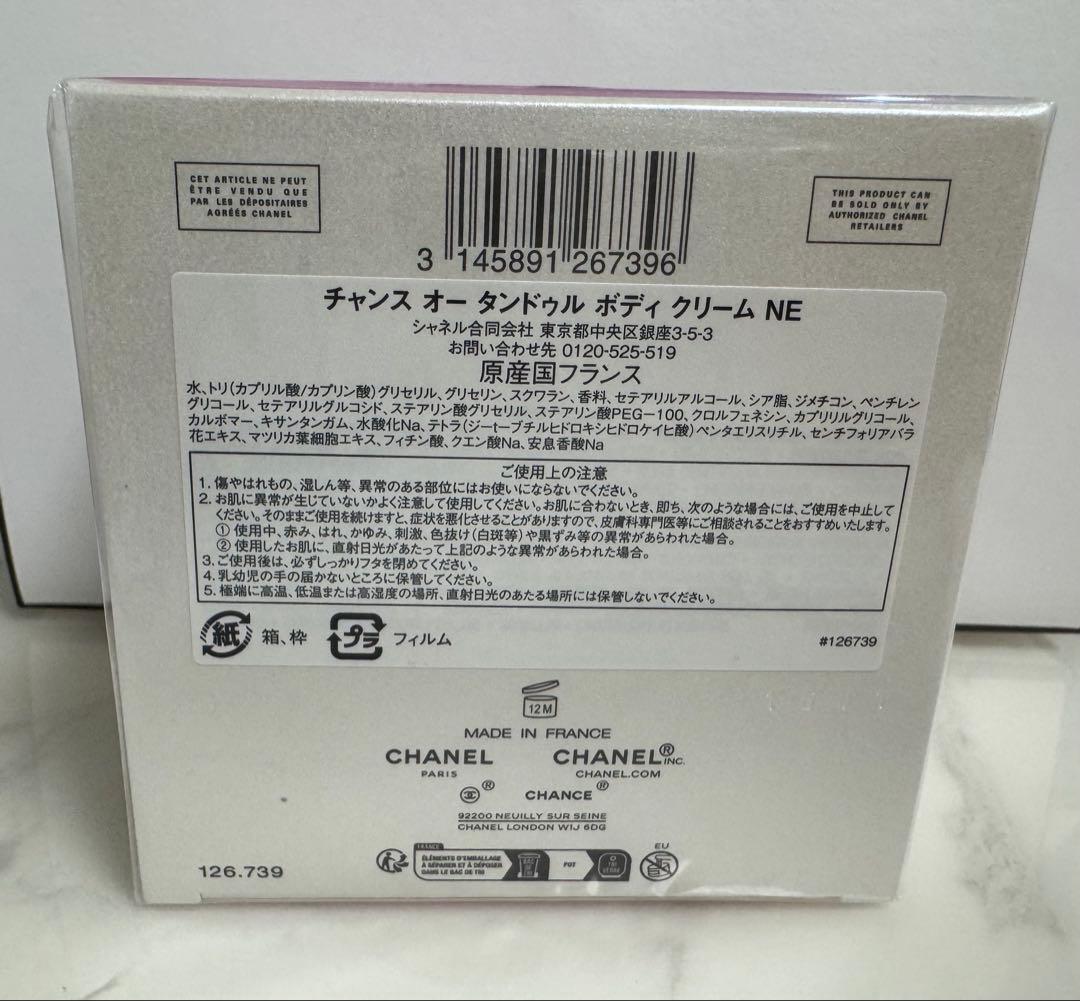 CET ARTICLE NE PEUT
ÊTRE VENDU QUE
PAR LES DÉPOSITAIRES
AGRÉÉS CHANEL
THIS PRODUCT CAN
BE SOLD ONLY BY
AUTHORIZED CHANEL
RETAILERS
3 145891 267396
チャンス オー タンドゥル ボディ クリーム NE
シャネル合同会社 東京都中央区銀座3-5-3
お問い合わせ先 0120-525-519
原産国フランス
水、トリ(カプリル酸/カプリン酸)グリセリル、グリセリン、スクワラン、香料、セテアリルアルコール、シア脂、ジメチコン、ペンチレン
グリコール、セテアリルグルコシド、ステアリン酸グリセリル、ステアリン酸PEG-100、クロルフェネシン、カプリリルグリコール、
カルボマー、キサンタンガム、水酸化Na、テトラ(ジーt-ブチルヒドロキシヒドロケイヒ酸)ペンタエリスリチル、センチフォリアバラ
花エキス、マツリカ葉細胞エキス、フィチン酸、クエン酸Na、安息香酸Na
ご使用上の注意
1. 傷やはれもの、湿しん等、異常のある部位にはお使いにならないでください。
2. お肌に異常が生じていないかよく注意して使用してください。お肌に合わないとき、即ち、次のような場合には、ご使用を中止して
ください。そのままご使用を続けますと、症状を悪化させることがありますので、皮膚科専門医等にご相談されることをおすすめいたします。
① 使用中、赤み、はれ、かゆみ、刺激、色抜け(白斑等)や黒ずみ等の異常があらわれた場合。
② 使用したお肌に、直射日光があたって上記のような異常があらわれた場合。
3. ご使用後は、必ずしっかりフタを閉めてください。
4. 乳幼児の手の届かないところに保管してください。
5. 極端に高温、低温または高湿度の場所、直射日光のあたる場所には保管しないでください。
紙 箱、枠 プラ フィルム #126739
12M
MADE IN FRANCE
CHANEL CHANEL® INC.
PARIS CHANEL.COM
® CHANCE ®
92200 NEUILLY SUR SEINE
CHANEL LONDON W1J 6DG
126.739
FRANCE
ÉLÉMENTS D'EMBALLAGE
À SÉPARER ET À DÉPOSER
DANS LE BAC DE TRI
BAC DE TRI
POT
EU